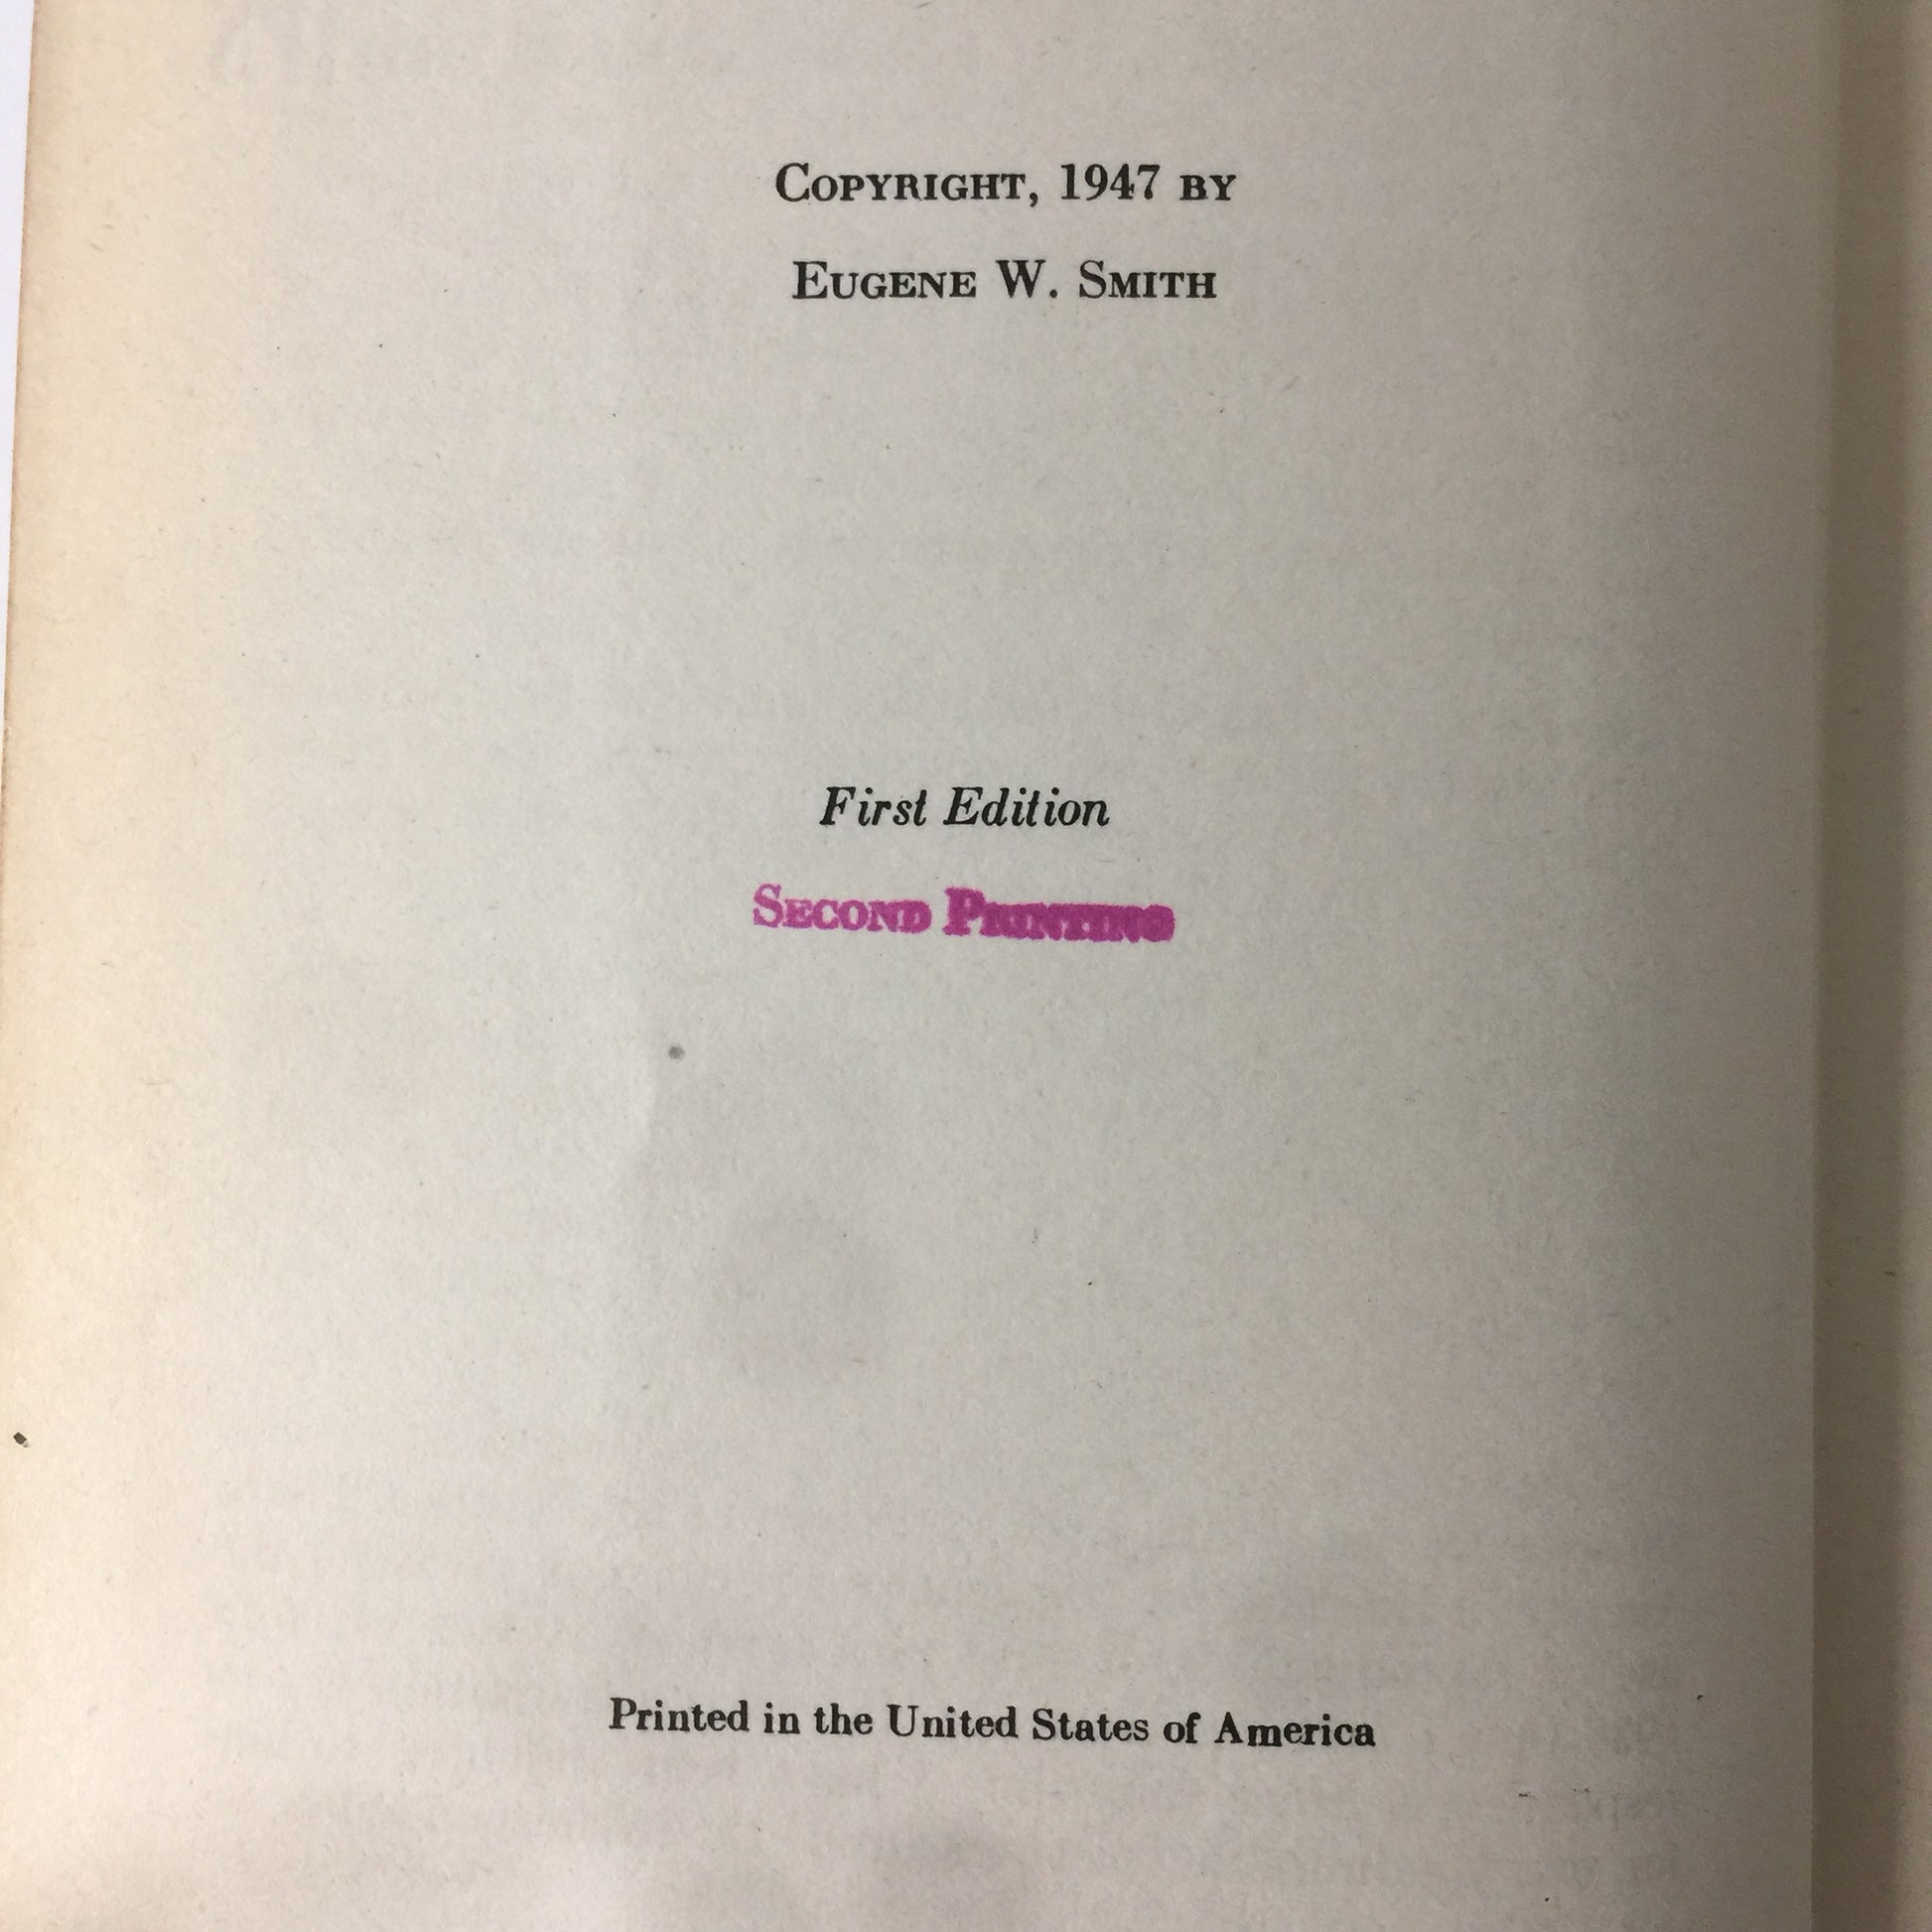 Copyright, 1947 by
Eugene W. Smith
First Edition
Second Printing
Printed in the United States of America